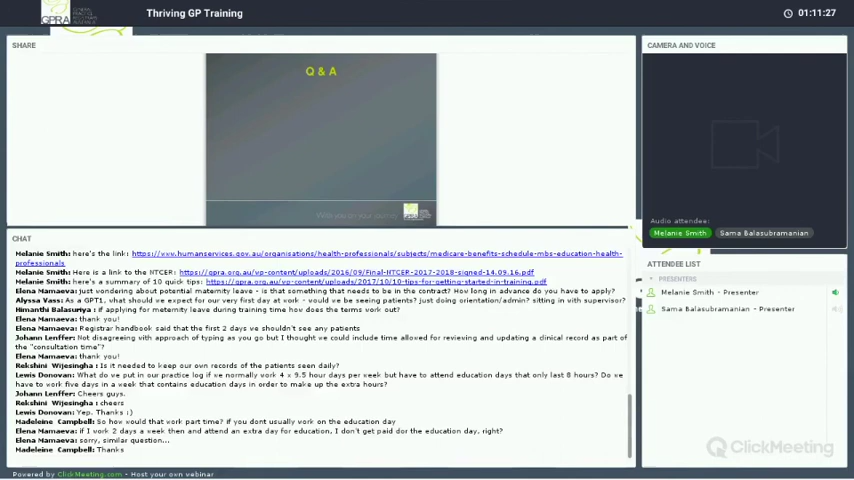 GPRA
Thriving GP Training
01:11:27
SHARE
CAMERA AND VOICE
Q & A
Audio attendee:
Melanie Smith
Sama Balasubramanian
CHAT
Melanie Smith: here's the link: https://www.humanservices.gov.au/organisations/health-professionals/subjects/medicare-benefits-schedule-mbs-education-health-
professionals
Melanie Smith: Here is a link to the NTCER: https://gpra.org.au/wp-content/uploads/2016/09/Final-NTCER-2017-2018-signed-14.09.16.pdf
Melanie Smith: here's a summary of 10 quick tips: https://gpra.org.au/wp-content/uploads/2017/10/10-tips-for-getting-started-in-training.pdf
Elena Mamaeva: just wondering about potential maternity leave - is that something that needs to be in the contract? How long in advance do you have to apply?
Alyssa Vass: As a GPT1, what should we expect for our very first day at work - would we be seeing patients? just doing orientation/admin? sitting in with supervisor?
Himanthi Balasuriya: if applying for meternity leave during training time how does the terms work out?
Elena Mamaeva: thank you!
Elena Mamaeva: Registrar handbook said that the first 2 days we shouldn't see any patients
Johann Lenffer: Not disagreeing with approach of typing as you go but I thought we could include time allowed for reviewing and updating a clinical record as part of
the "consultation time"?
Elena Mamaeva: thank you!
Rekshini Wijesingha: Is it needed to keep our own records of the patients seen daily?
Lewis Donovan: What do we put in our practice log if we normally work 4 x 9.5 hour days per week but have to attend education days that only last 8 hours? Do we
have to work five days in a week that contains education days in order to make up the extra hours?
Johann Lenffer: Cheers guys.
Rekshini Wijesingha: cheers
Lewis Donovan: Yep. Thanks :)
Madeleine Campbell: So how would that work part time? if you dont usually work on the education day
Elena Mamaeva: if I work 2 days a week then and attend an extra day for education, I don't get paid dor the education day, right?
Elena Mamaeva: sorry, similar question...
Madeleine Campbell: Thanks
ATTENDEE LIST
PRESENTERS
Melanie Smith - Presenter
Sama Balasubramanian - Presenter
ClickMeeting
Powered by ClickMeeting.com - Host your own webinar